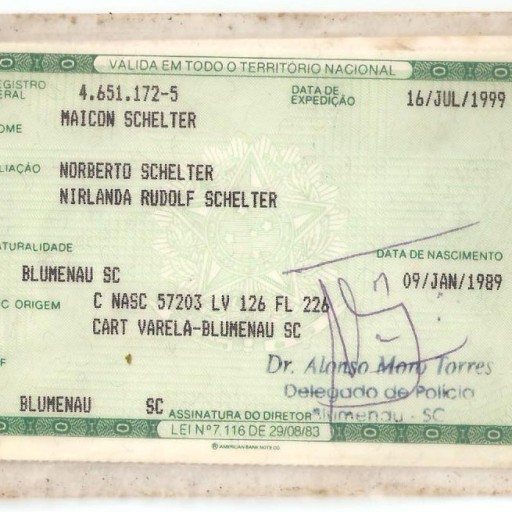 VÁLIDA EM TODO O TERRITÓRIO NACIONAL
EGISTRO
ERAL
4.651.172-5
DATA DE
EXPEDIÇÃO
16/JUL/1999
OME
MAICON SCHELTER
LIAÇÃO
NORBERTO SCHELTER
NIRLANDA RUDOLF SCHELTER
ATURALIDADE
DATA DE NASCIMENTO
BLUMENAU SC
09/JAN/1989
C ORIGEM
C NASC 57203 LV 126 FL 226
CART VARELA-BLUMENAU SC
F
Dr. Alonso Moro Torres
Delegado de Polícia
BLUMENAU SC
ASSINATURA DO DIRETOR
Blumenau - SC
LEI Nº 7.116 DE 29/08/83
AMERICAN BANK NOTE CO.